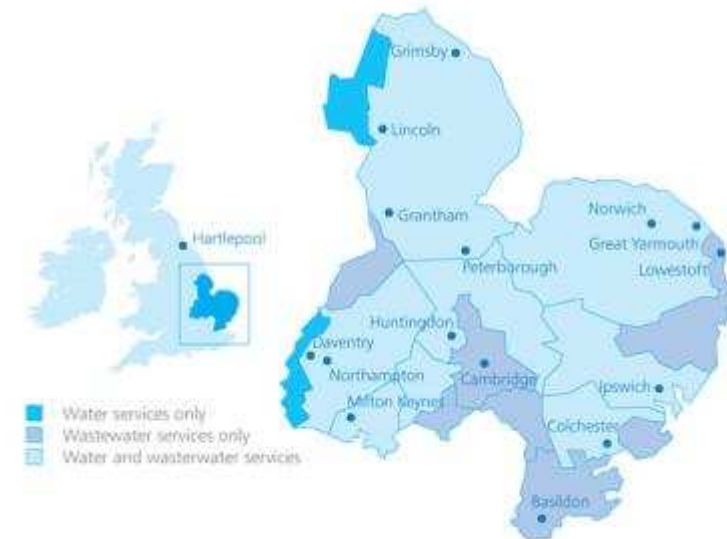 Grimsby
Lincoln
Grantham
Norwich
Great Yarmouth
Lowestoft
Peterborough
Hartlepool
Huntingdon
Daventry
Northampton
Cambridge
Milton Keynes
Ipswich
Colchester
Basildon
Water services only
Wastewater services only
Water and wasterwater services